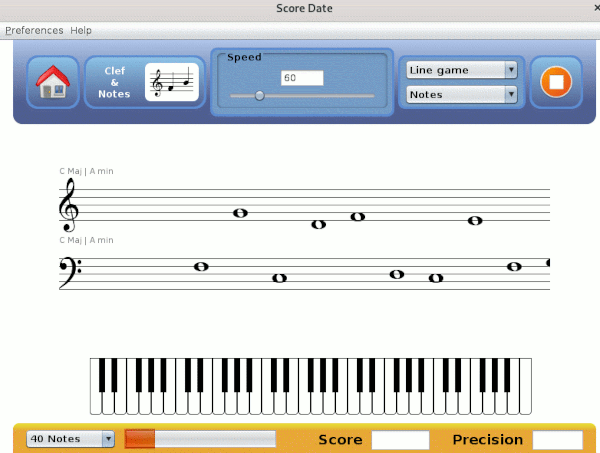 Score Date
Preferences Help
Clef
&
Notes
Speed
60
Line game
Notes
C Maj | A min
C Maj | A min
40 Notes
Score
Precision